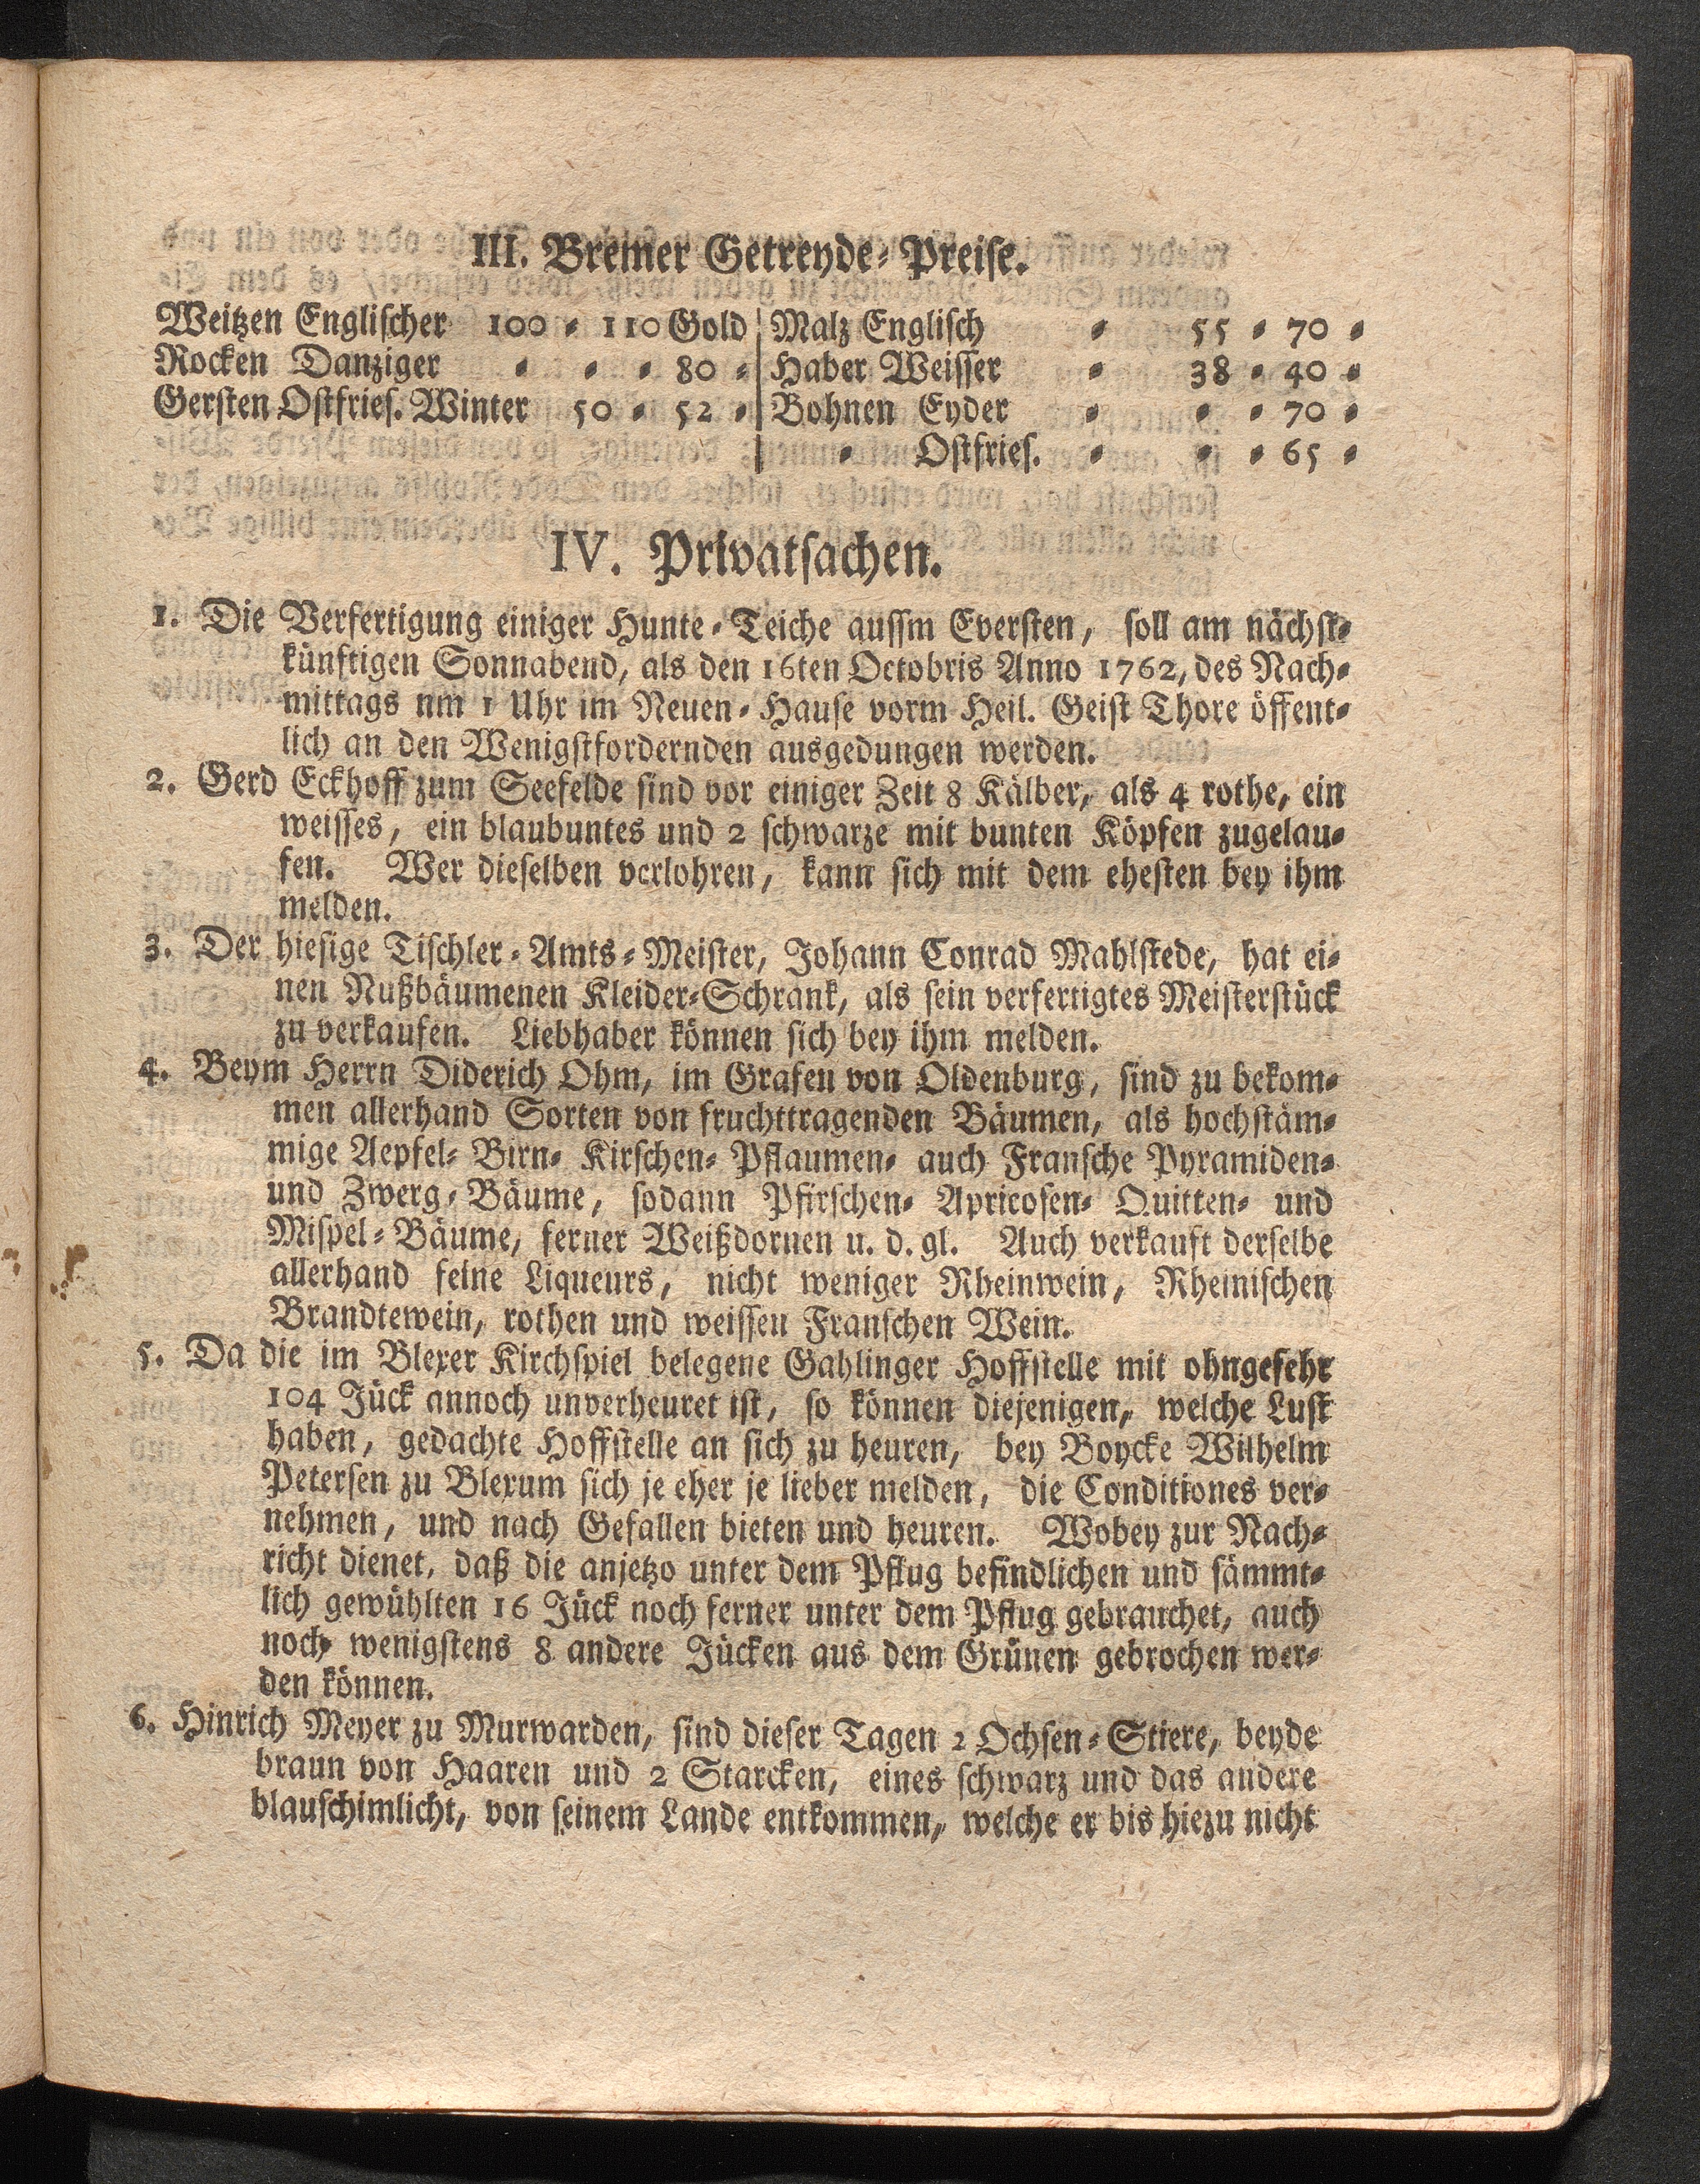 III. Bremer Getreyde⸗Preise.
Weitzen Englischer 100 ⸗ 110 Gold | Malz Englisch ⸗ 55 ⸗ 70 ⸗
Rocken Danziger ⸗ ⸗ ⸗ 80 ⸗ | Haber Weisser ⸗ 38 ⸗ 40 ⸗
Gersten Ostfries. Winter 50 ⸗ 52 ⸗ | Bohnen Eyder ⸗ ⸗ ⸗ 70 ⸗
| ⸗ Ostfries. ⸗ ⸗ ⸗ 65 ⸗
IV. Privatsachen.
1. Die Verfertigung einiger Hunte⸗Teiche aussm Eversten, soll am nächst⸗
künftigen Sonnabend, als den 16ten Octobris Anno 1762, des Nach⸗
mittags nm 1 Uhr im Neuen⸗Hause vorm Heil. Geist Thore öffent⸗
lich an den Wenigstfordernden ausgedungen werden.
2. Gerd Eckhoff zum Seefelde sind vor einiger Zeit 8 Kälber, als 4 rothe, ein
weisses, ein blaubuntes und 2 schwarze mit bunten Köpfen zugelau⸗
fen. Wer dieselben verlohren, kann sich mit dem ehesten bey ihm
melden.
3. Der hiesige Tischler⸗Amts⸗Meister, Johann Conrad Mahlstede, hat ei⸗
nen Nußbäumenen Kleider⸗Schrank, als sein verfertigtes Meisterstück
zu verkaufen. Liebhaber können sich bey ihm melden.
4. Beym Herrn Diderich Ohm, im Grafen von Oldenburg, sind zu bekom⸗
men allerhand Sorten von fruchttragenden Bäumen, als hochstäm⸗
mige Aepfel⸗ Birn⸗ Kirschen⸗ Pflaumen⸗ auch Fransche Pyramiden⸗
und Zwerg⸗Bäume, sodann Pfirschen⸗ Apricosen⸗ Quitten⸗ und
Mispel⸗Bäume, ferner Weißdornen u. d. gl. Auch verkauft derselbe
allerhand feine Liqueurs, nicht weniger Rheinwein, Rheinischen
Brandtewein, rothen und weissen Franschen Wein.
5. Da die im Blexer Kirchspiel belegene Gahlinger Hoffstelle mit ohngefehr
104 Jück annoch unverheuret ist, so können diejenigen, welche Lust
haben, gedachte Hoffstelle an sich zu heuren, bey Boycke Wilhelm
Petersen zu Blexum sich je eher je lieber melden, die Conditiones ver⸗
nehmen, und nach Gefallen bieten und heuren. Wobey zur Nach⸗
richt dienet, daß die anjetzo unter dem Pflug befindlichen und sämmt⸗
lich gewühlten 16 Jück noch ferner unter dem Pflug gebrauchet, auch
noch wenigstens 8 andere Jücken aus dem Grünen gebrochen wer⸗
den können.
6. Hinrich Meyer zu Murwarden, sind dieser Tagen 2 Ochsen⸗Stiere, beyde
braun von Haaren und 2 Starcken, eines schwarz und das andere
blauschimlicht, von seinem Lande entkommen, welche er bis hiezu nicht